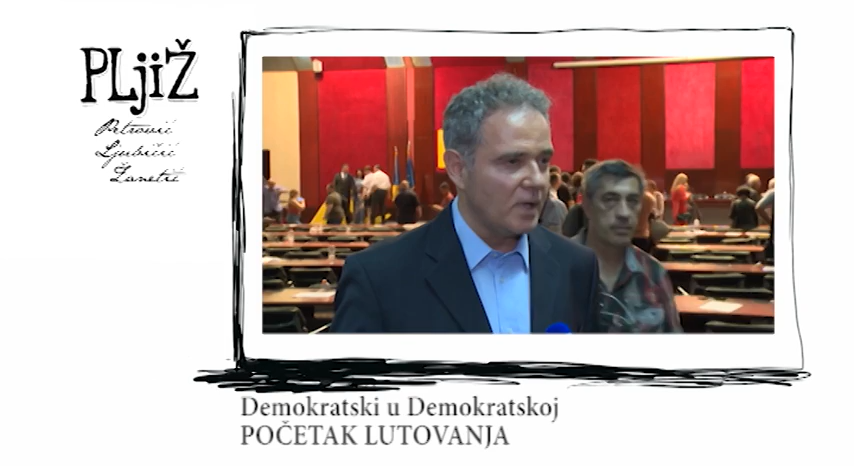 PLjiŽ
Petrović
Ljubičić
Žanetić
Demokratski u Demokratskoj
POČETAK LUTOVANJA